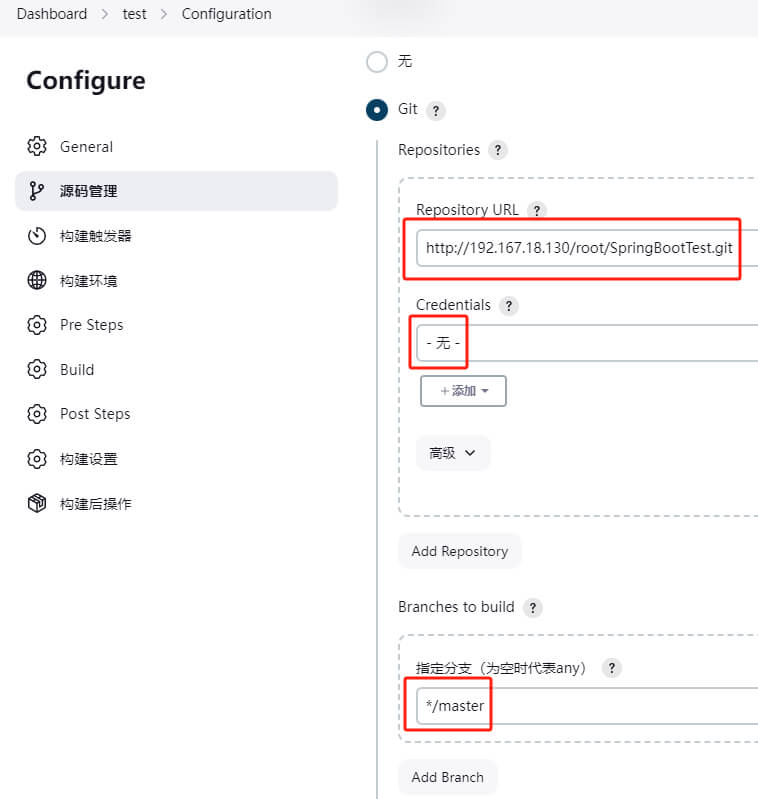 Dashboard > test > Configuration
Configure
General
源码管理
构建触发器
构建环境
Pre Steps
Build
Post Steps
构建设置
构建后操作
无
Git ?
Repositories ?
Repository URL ?
http://192.167.18.130/root/SpringBootTest.git
Credentials ?
- 无 -
+添加
高级
Add Repository
Branches to build ?
指定分支（为空时代表any） ?
*/master
Add Branch